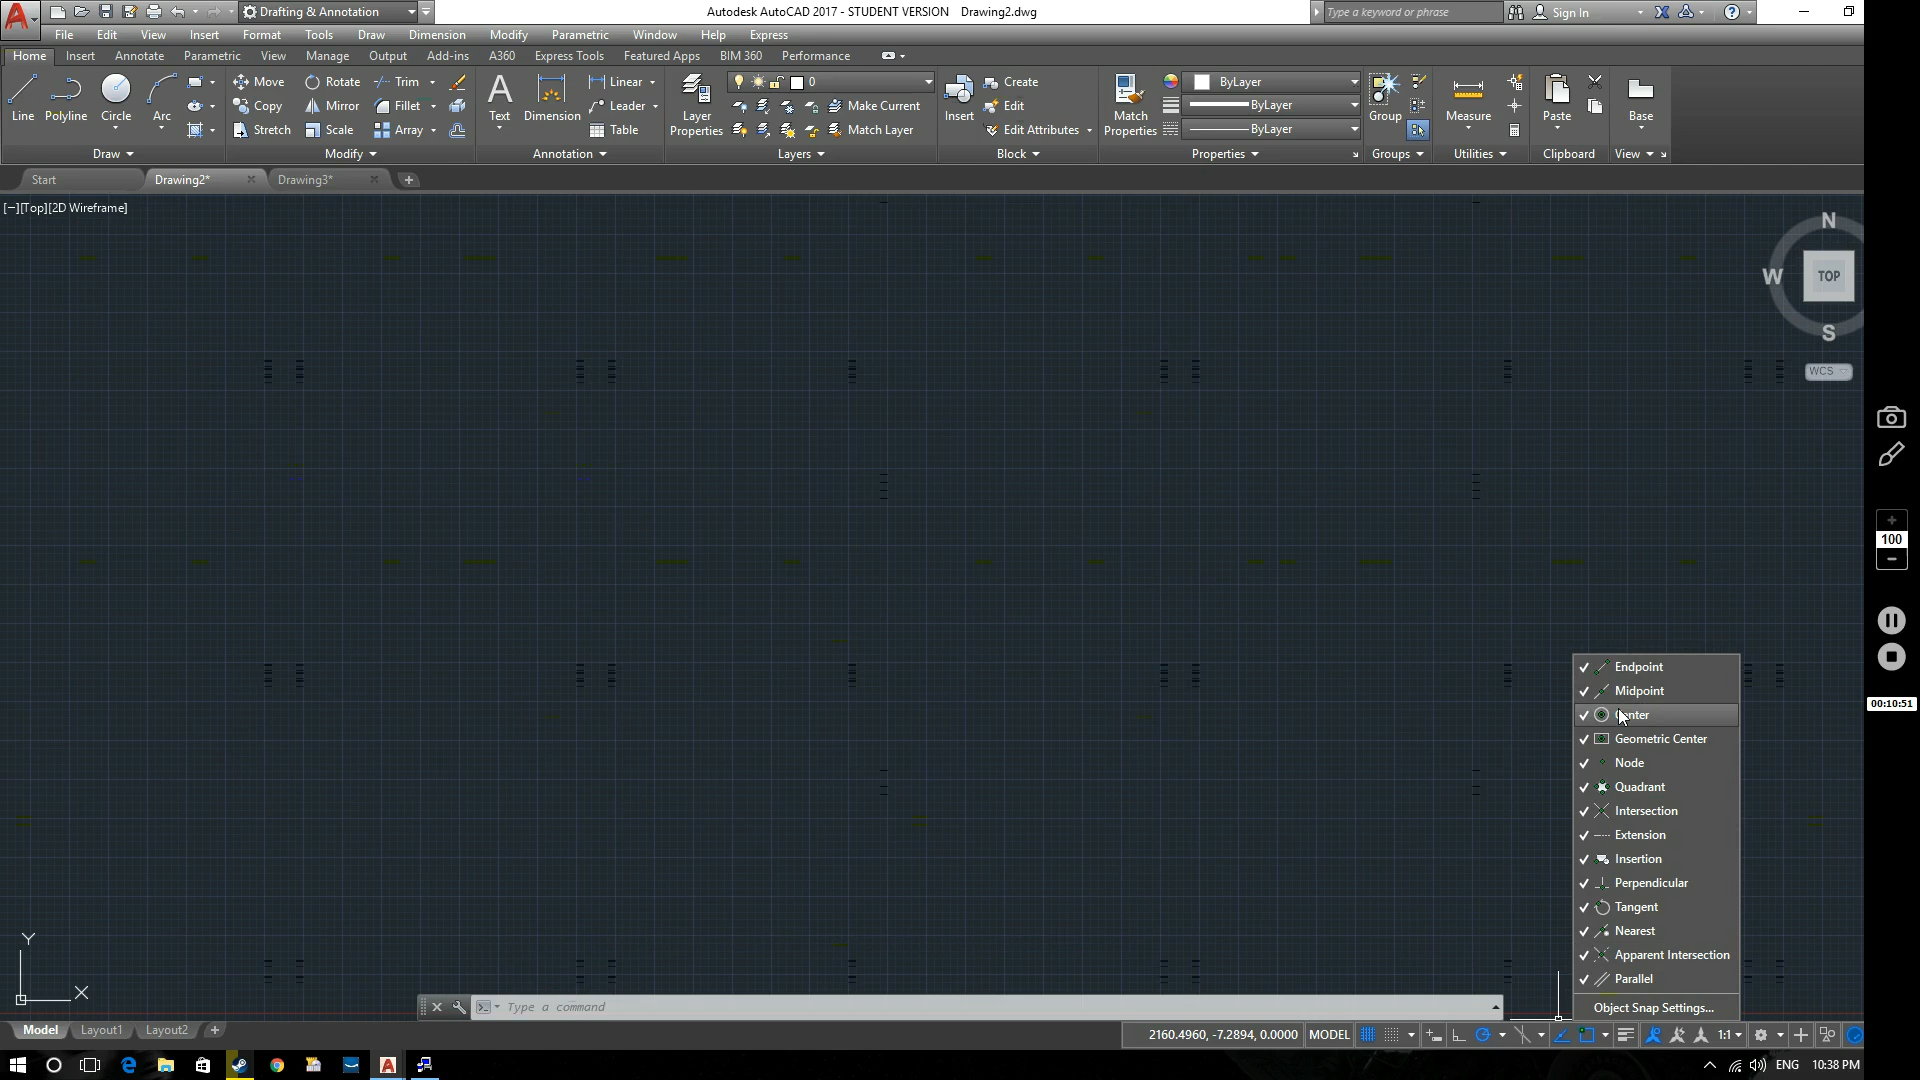 Drafting & Annotation
Autodesk AutoCAD 2017 - STUDENT VERSION Drawing2.dwg
Type a keyword or phrase
Sign In
File Edit View Insert Format Tools Draw Dimension Modify Parametric Window Help Express
Home Insert Annotate Parametric View Manage Output Add-ins A360 Express Tools Featured Apps BIM 360 Performance
Line
Polyline
Circle
Arc
Move
Rotate
Trim
Copy
Mirror
Fillet
Stretch
Scale
Array
Text
Dimension
Linear
Leader
Table
Layer
Properties
0
Make Current
Match Layer
Insert
Create
Edit
Edit Attributes
Match
Properties
ByLayer
ByLayer
ByLayer
Group
Measure
Paste
Base
Draw
Modify
Annotation
Layers
Block
Properties
Groups
Utilities
Clipboard
View
Start
Drawing2*
Drawing3*
[−][Top][2D Wireframe]
N
W
TOP
S
WCS
100
00:10:51
Endpoint
Midpoint
Geometric Center
Node
Quadrant
Intersection
Extension
Insertion
Perpendicular
Tangent
Nearest
Apparent Intersection
Parallel
Object Snap Settings...
Y
X
Type a command
Model
Layout1
Layout2
2160.4960, -7.2894, 0.0000
MODEL
1:1
ENG
10:38 PM